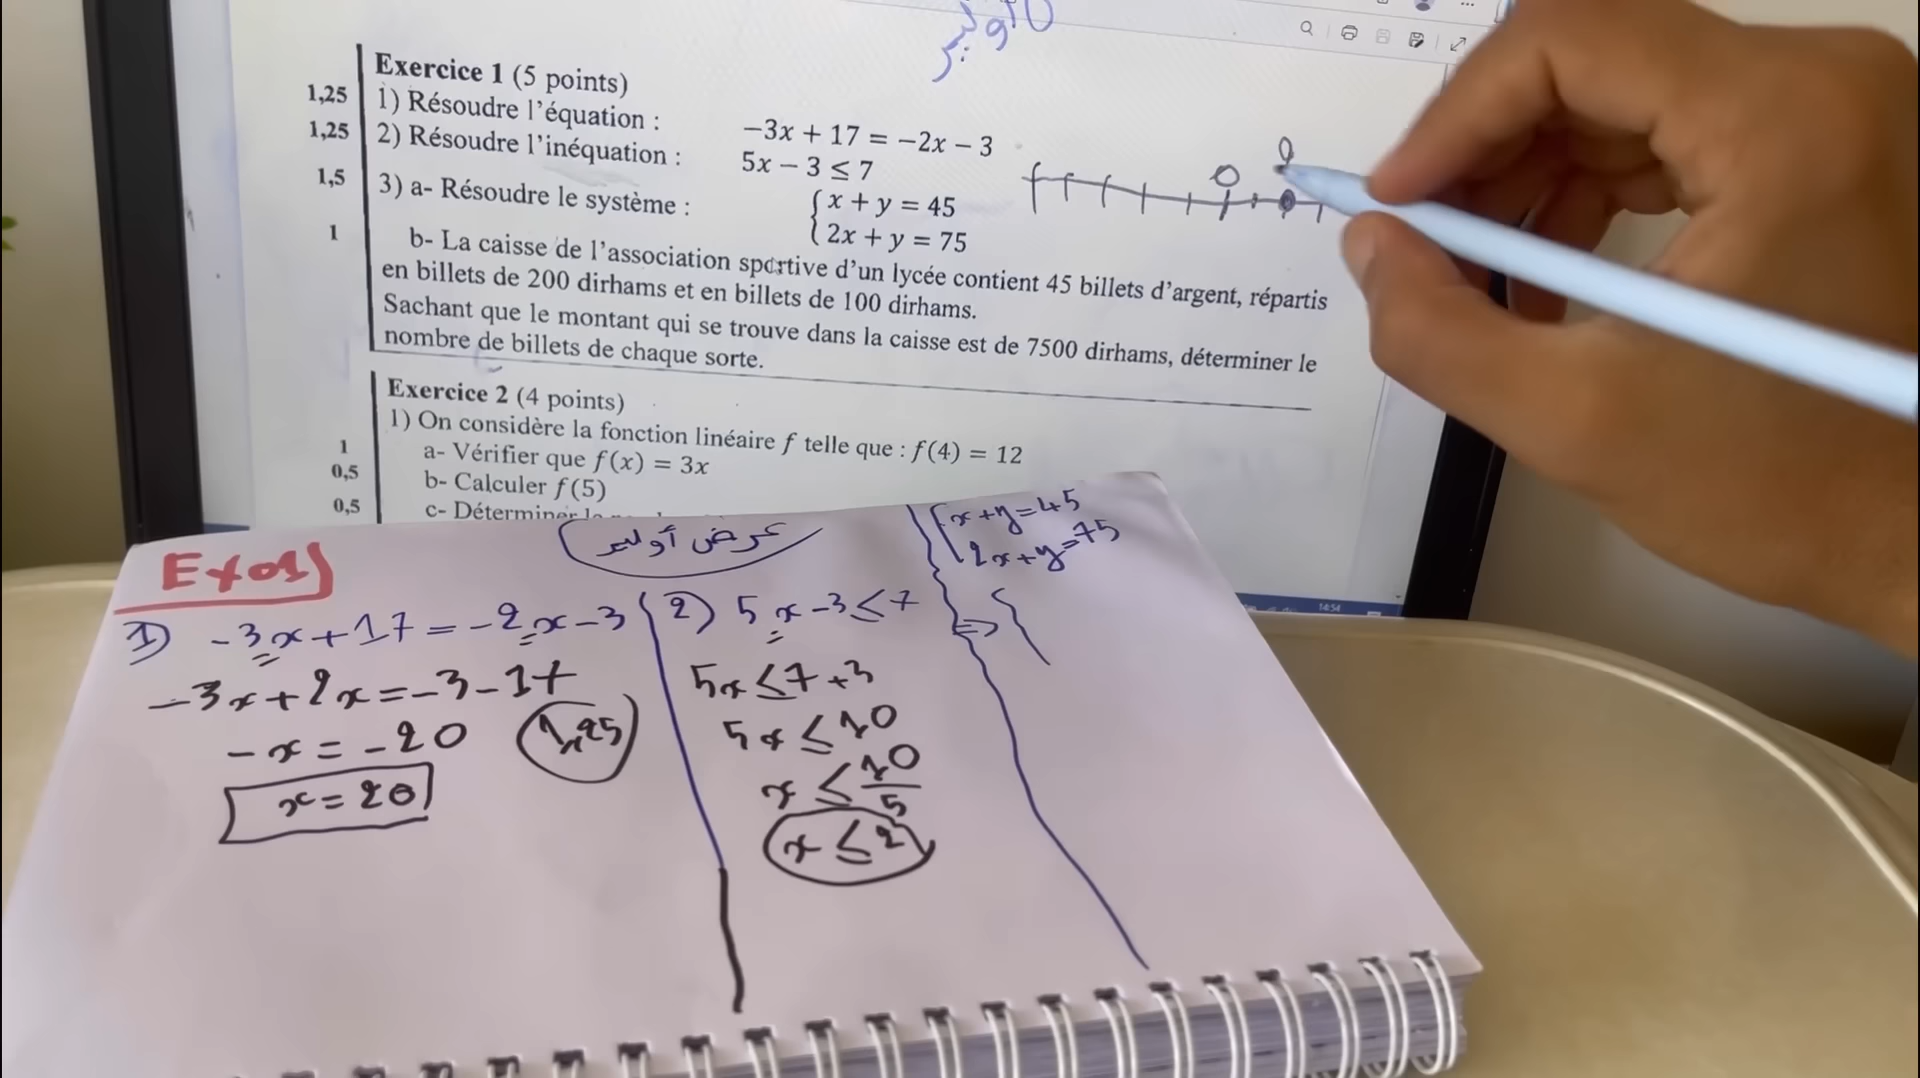 أولير
Exercice 1 (5 points)
1,25 1) Résoudre l'équation : −3x + 17 = −2x − 3
1,25 2) Résoudre l'inéquation : 5x − 3 ≤ 7
1,5 3) a- Résoudre le système : { x + y = 45
2x + y = 75
1 b- La caisse de l'association sportive d'un lycée contient 45 billets d'argent, répartis
en billets de 200 dirhams et en billets de 100 dirhams.
Sachant que le montant qui se trouve dans la caisse est de 7500 dirhams, déterminer le
nombre de billets de chaque sorte.
0 2
Exercice 2 (4 points)
1) On considère la fonction linéaire f telle que : f(4) = 12
1 a- Vérifier que f(x) = 3x
0,5 b- Calculer f(5)
0,5 c- Déterminer
14:54
عرض أولير
Exo1)
1) -3x+17=-2x-3
-3x+2x=-3-17
-x=-20
x=20
1,25
2) 5x-3≤7
5x≤7+3
5x≤10
x≤10/5
x≤2
{ x+y=45
2x+y=75
=> {